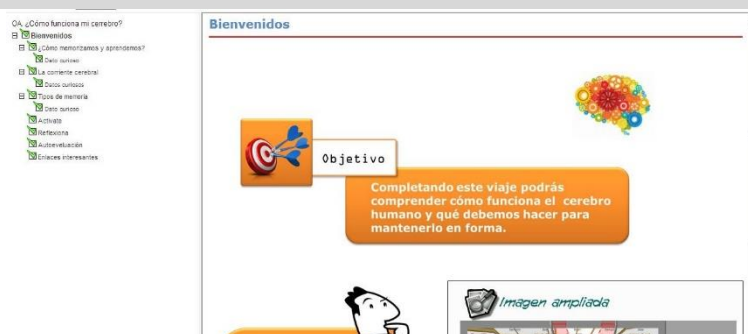 OA. ¿Cómo funciona mi cerrebro?
Bienvenidos
¿Cómo memorizamos y aprendemos?
Dato curioso
La corriente cerebral
Datos curiosos
Tipos de memoria
Dato curioso
Activata
Reflexiona
Autoevaluación
Enlaces interesantes
Bienvenidos
Objetivo
Completando este viaje podrás
comprender cómo funciona el cerebro
humano y qué debemos hacer para
mantenerlo en forma.
Imagen ampliada